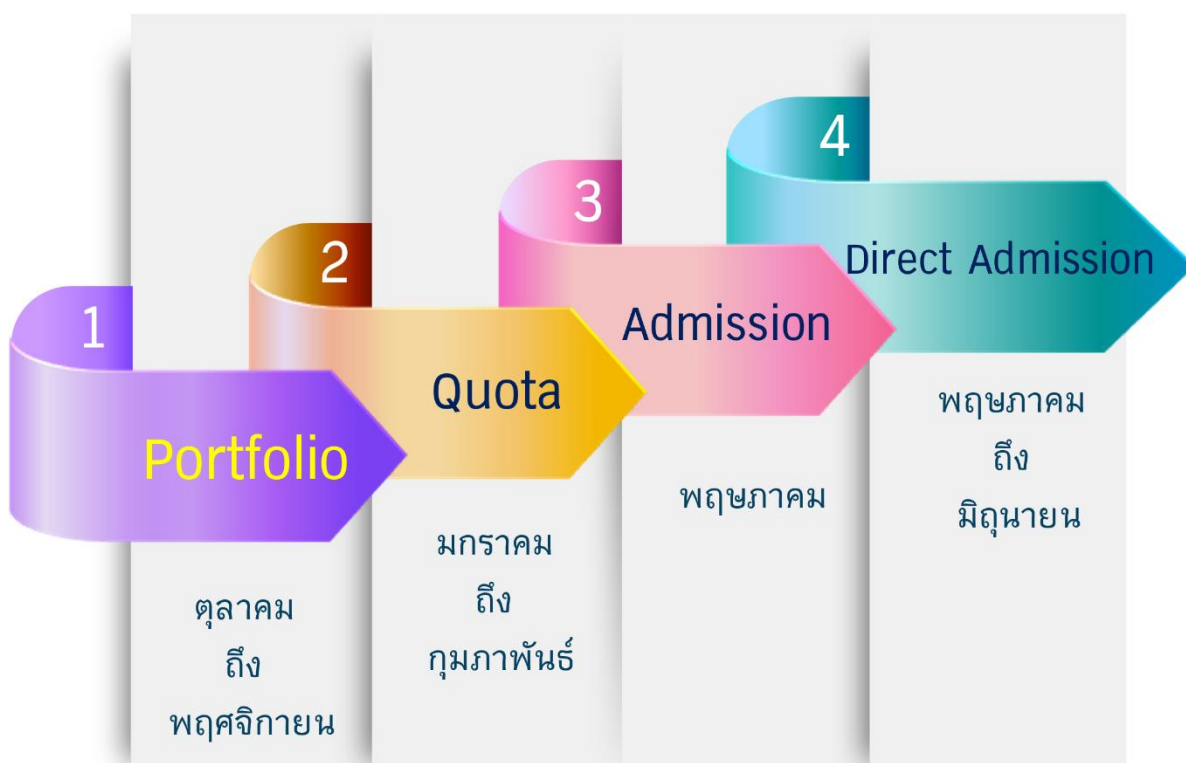 1
Portfolio
ตุลาคม
ถึง
พฤศจิกายน
2
Quota
มกราคม
ถึง
กุมภาพันธ์
3
Admission
พฤษภาคม
4
Direct Admission
พฤษภาคม
ถึง
มิถุนายน